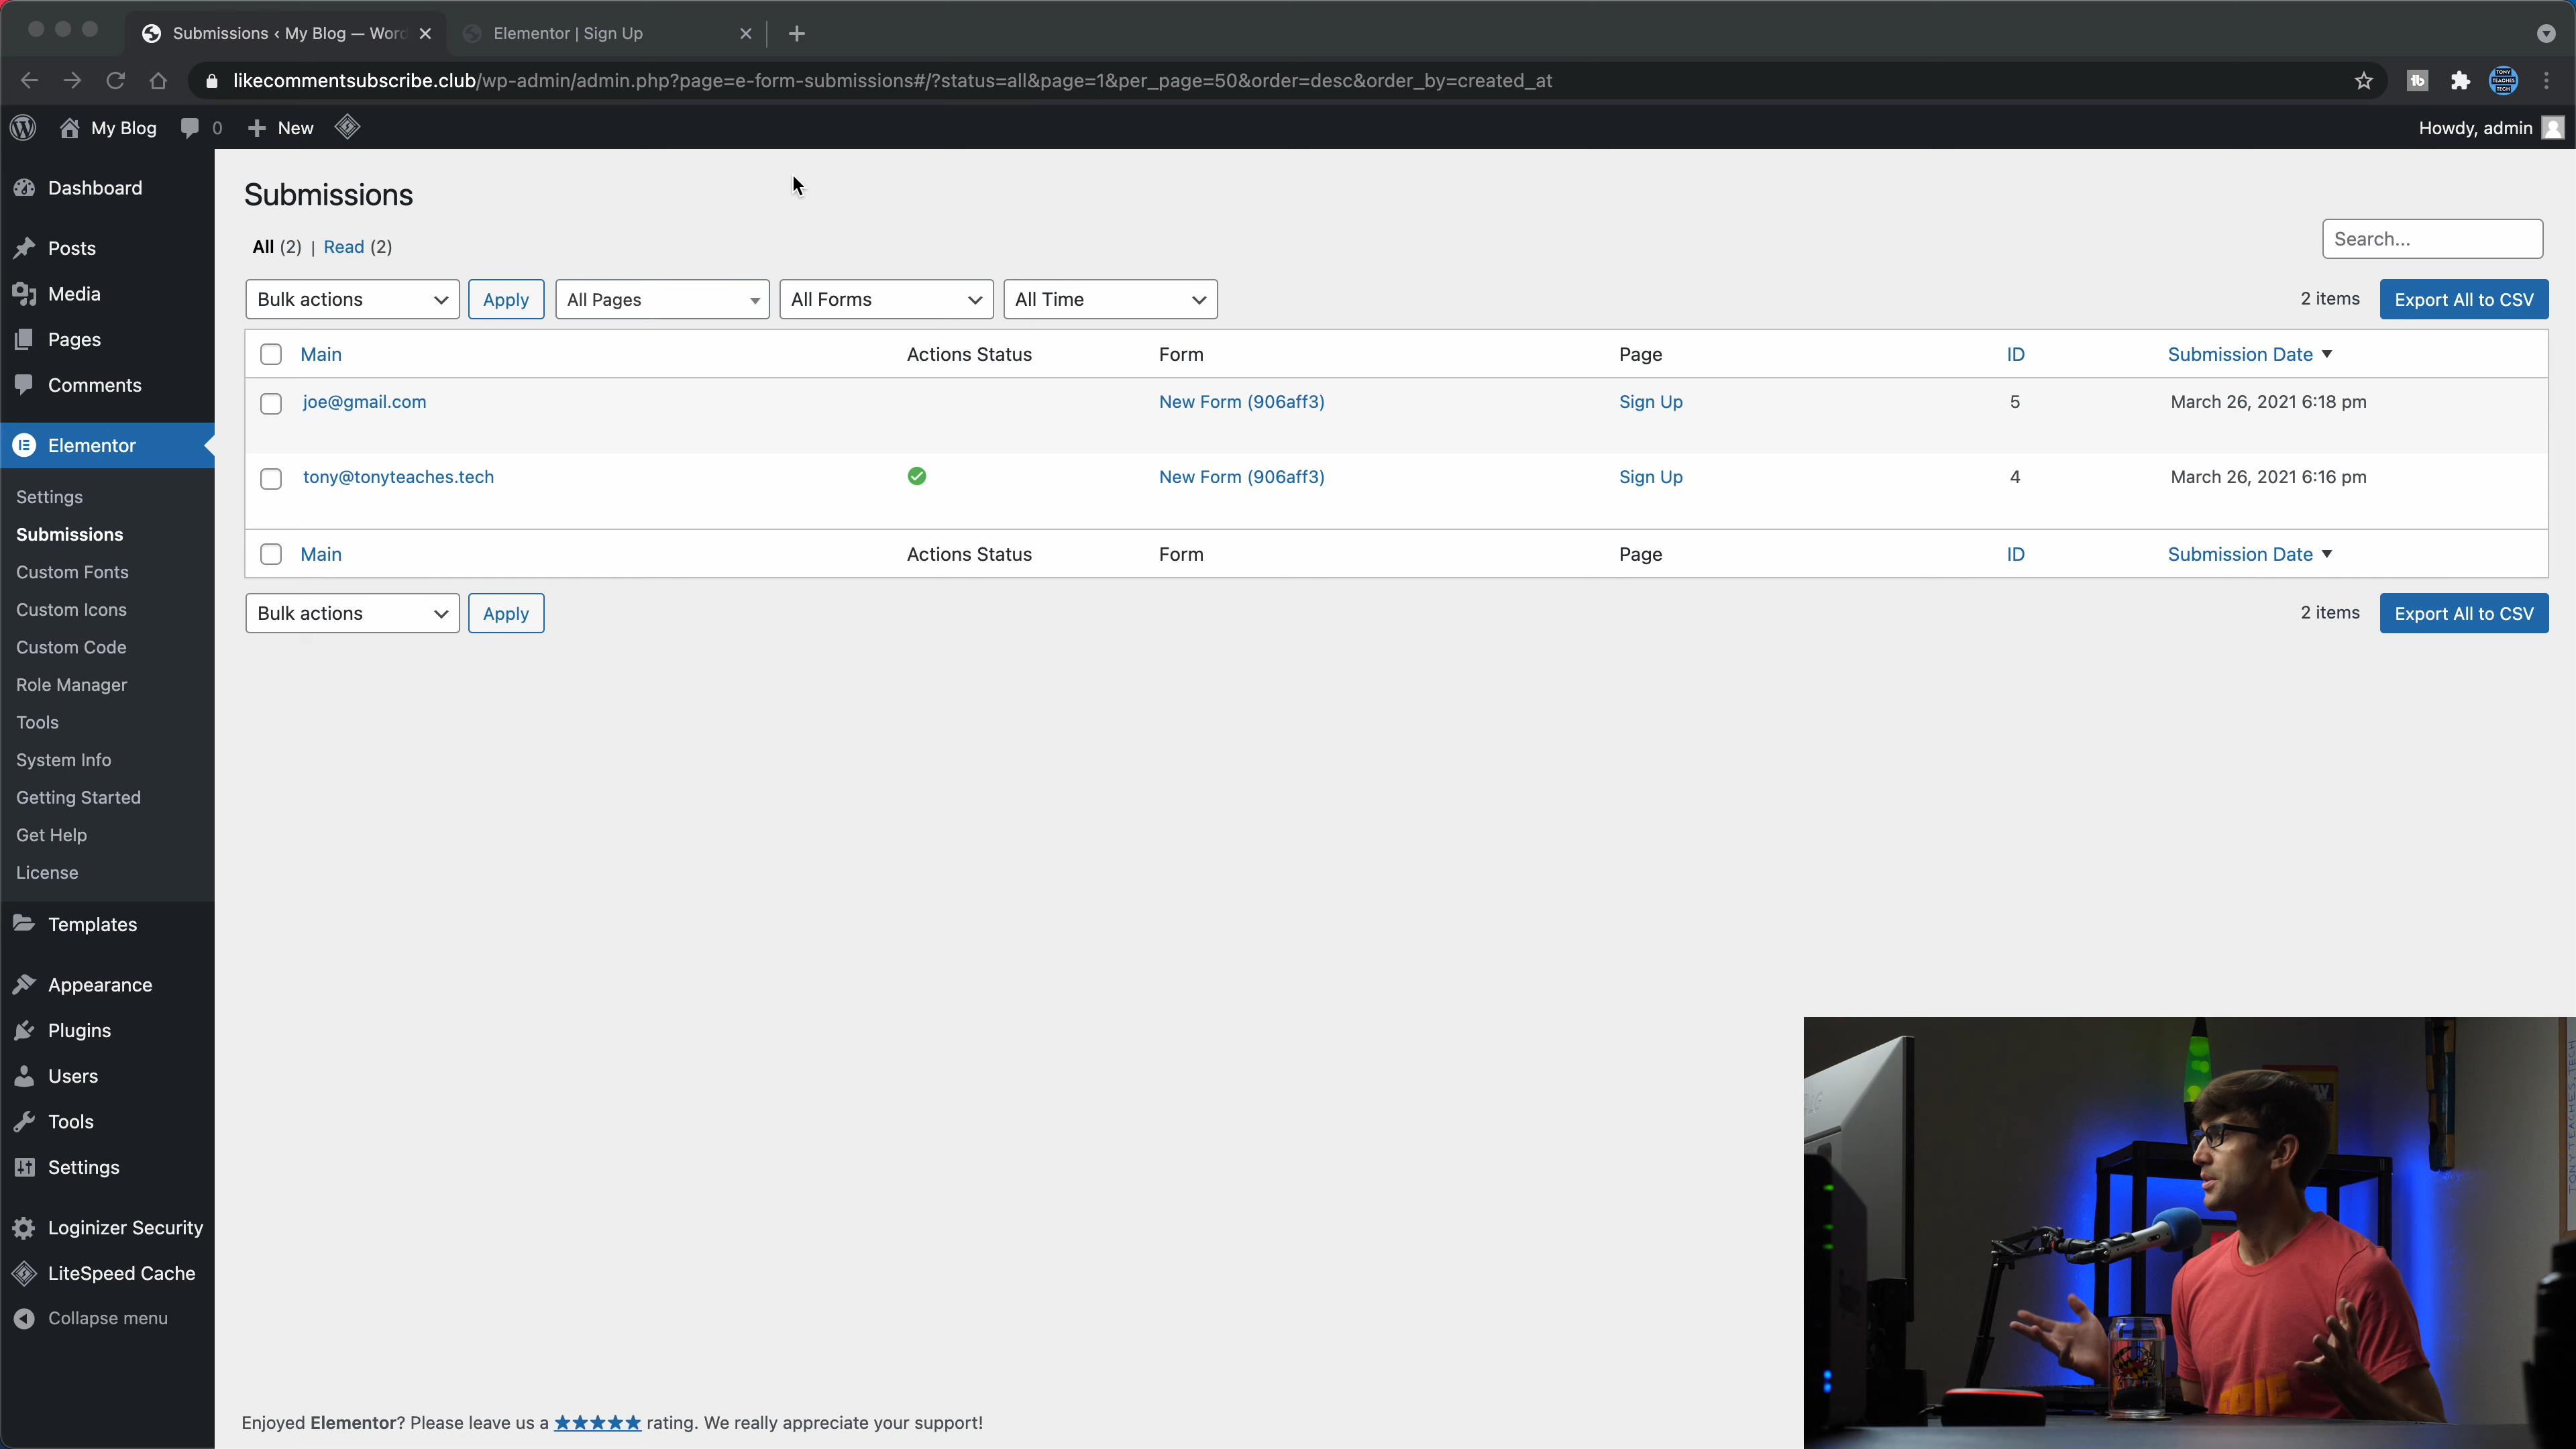 Submissions ‹ My Blog — Word
Elementor | Sign Up
likecommentsubscribe.club/wp-admin/admin.php?page=e-form-submissions#/?status=all&page=1&per_page=50&order=desc&order_by=created_at
tb
TONY TEACHES TECH
My Blog
0
New
Howdy, admin
Dashboard
Posts
Media
Pages
Comments
Elementor
Settings
Submissions
Custom Fonts
Custom Icons
Custom Code
Role Manager
Tools
System Info
Getting Started
Get Help
License
Templates
Appearance
Plugins
Users
Tools
Settings
Loginizer Security
LiteSpeed Cache
Collapse menu
Submissions
All (2) | Read (2)
Search...
Bulk actions Apply All Pages All Forms All Time 2 items Export All to CSV
Main Actions Status Form Page ID Submission Date
joe@gmail.com New Form (906aff3) Sign Up 5 March 26, 2021 6:18 pm
tony@tonyteaches.tech New Form (906aff3) Sign Up 4 March 26, 2021 6:16 pm
Main Actions Status Form Page ID Submission Date
Bulk actions Apply 2 items Export All to CSV
TONYTEACHES.TECH
Enjoyed Elementor? Please leave us a ★★★★★ rating. We really appreciate your support!